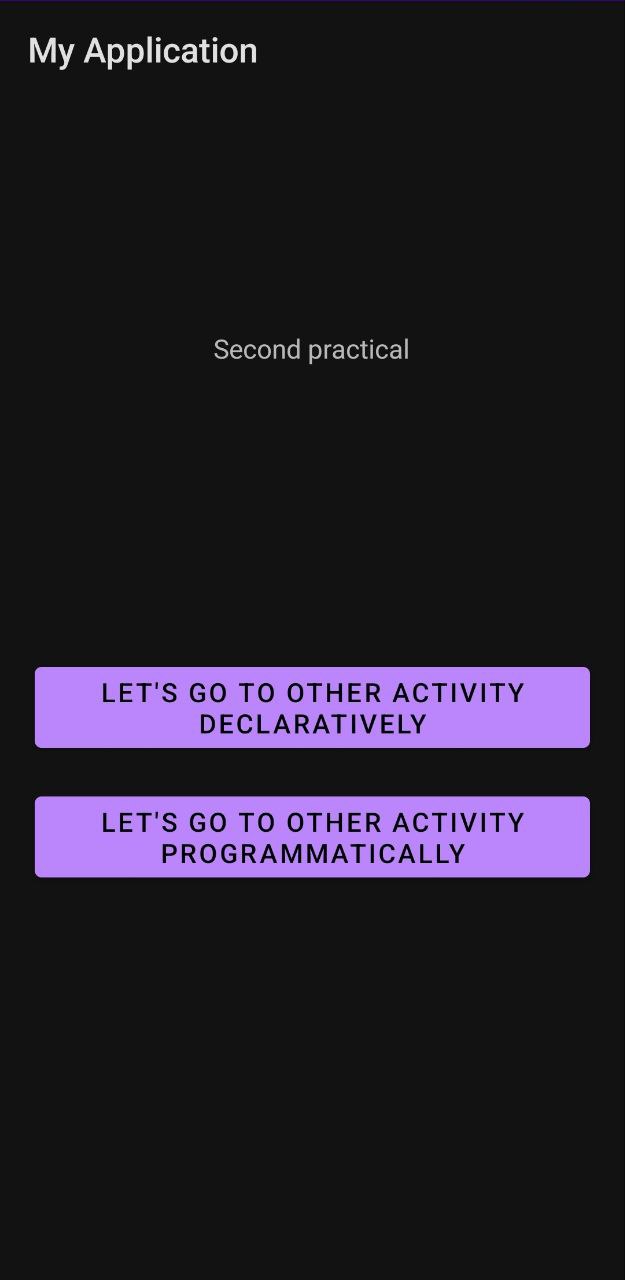 My Application
Second practical
LET'S GO TO OTHER ACTIVITY
DECLARATIVELY
LET'S GO TO OTHER ACTIVITY
PROGRAMMATICALLY